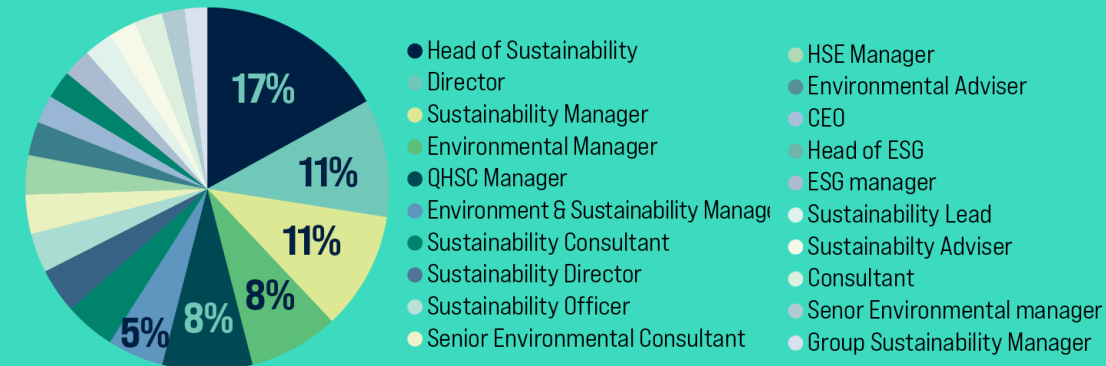 17%
11%
11%
8%
8%
5%
Head of Sustainability
Director
Sustainability Manager
Environmental Manager
QHSC Manager
Environment & Sustainability Manage
Sustainability Consultant
Sustainability Director
Sustainability Officer
Senior Environmental Consultant
HSE Manager
Environmental Adviser
CEO
Head of ESG
ESG manager
Sustainability Lead
Sustainabilty Adviser
Consultant
Senor Environmental manager
Group Sustainability Manager